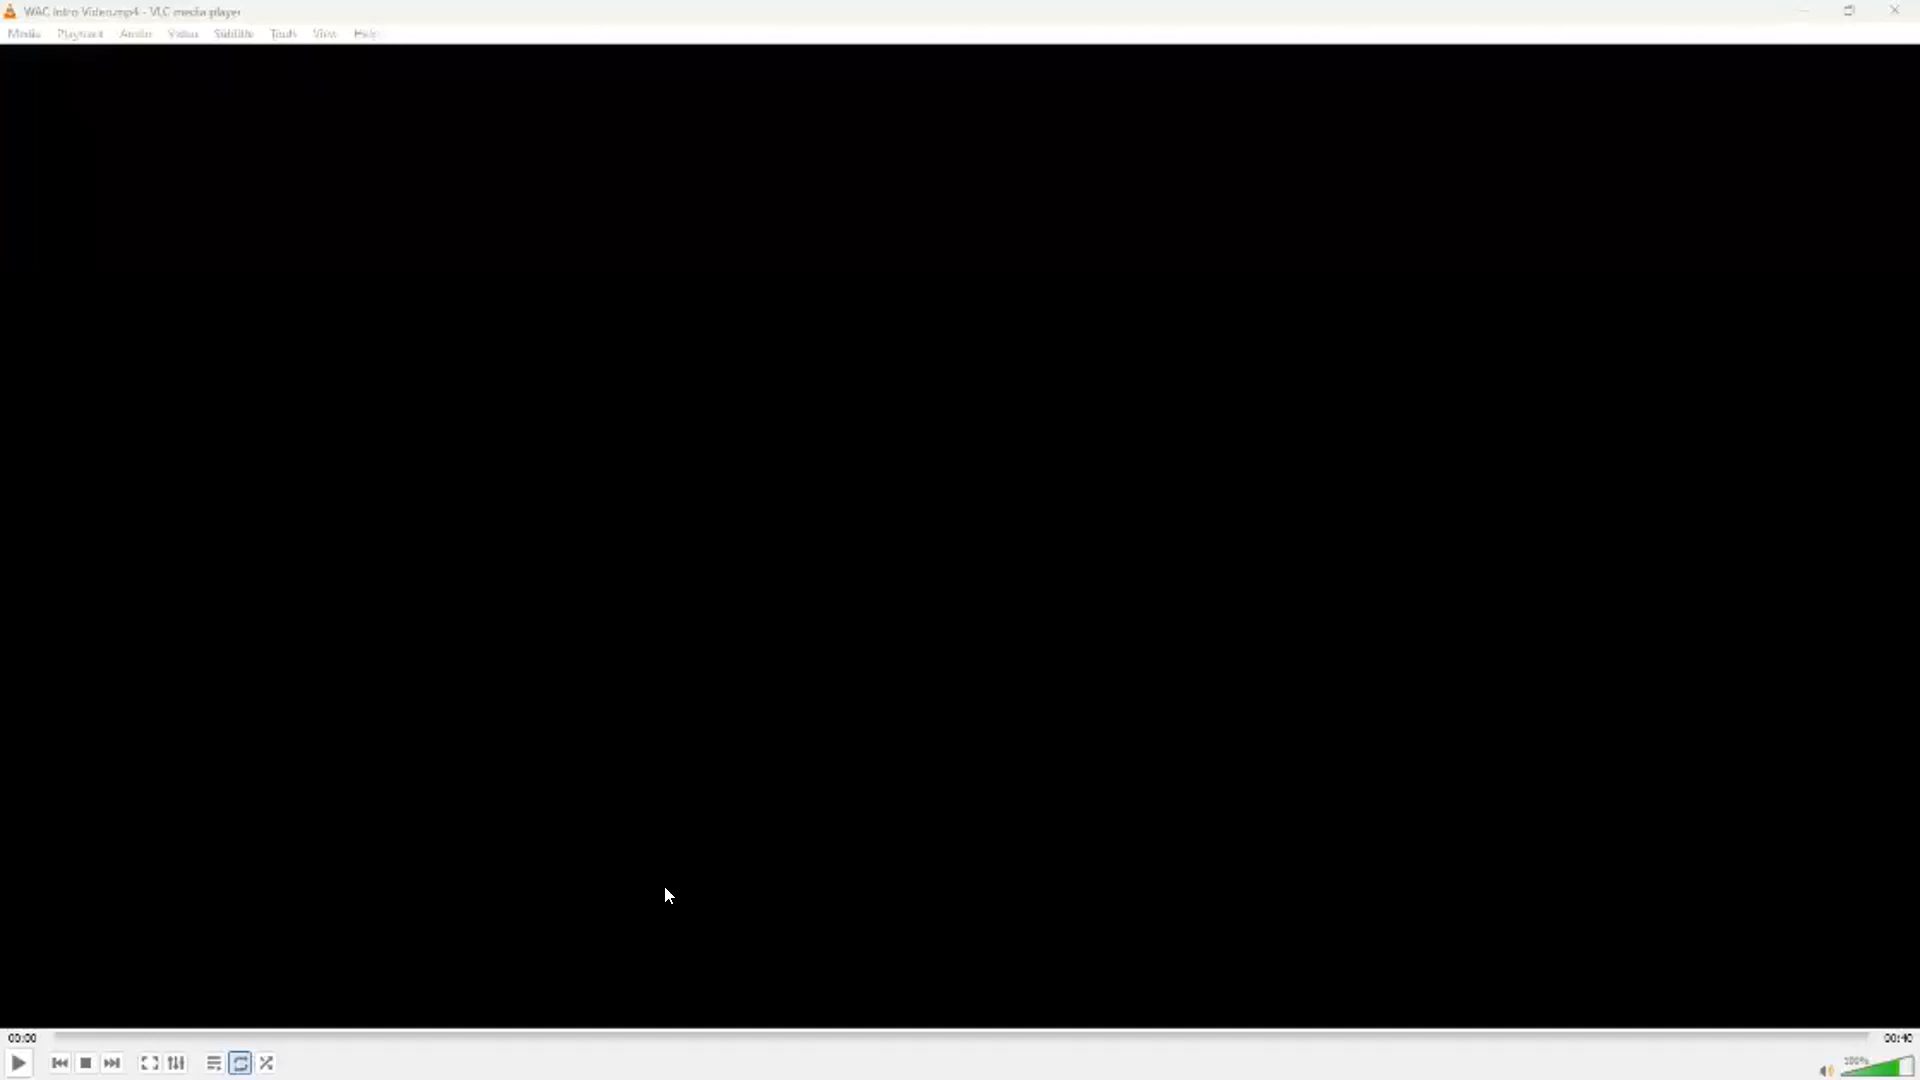 WAC Intro Video.mp4 - VLC media player
Media Playback Audio Video Subtitle Tools View Help
00:00
00:40
100%